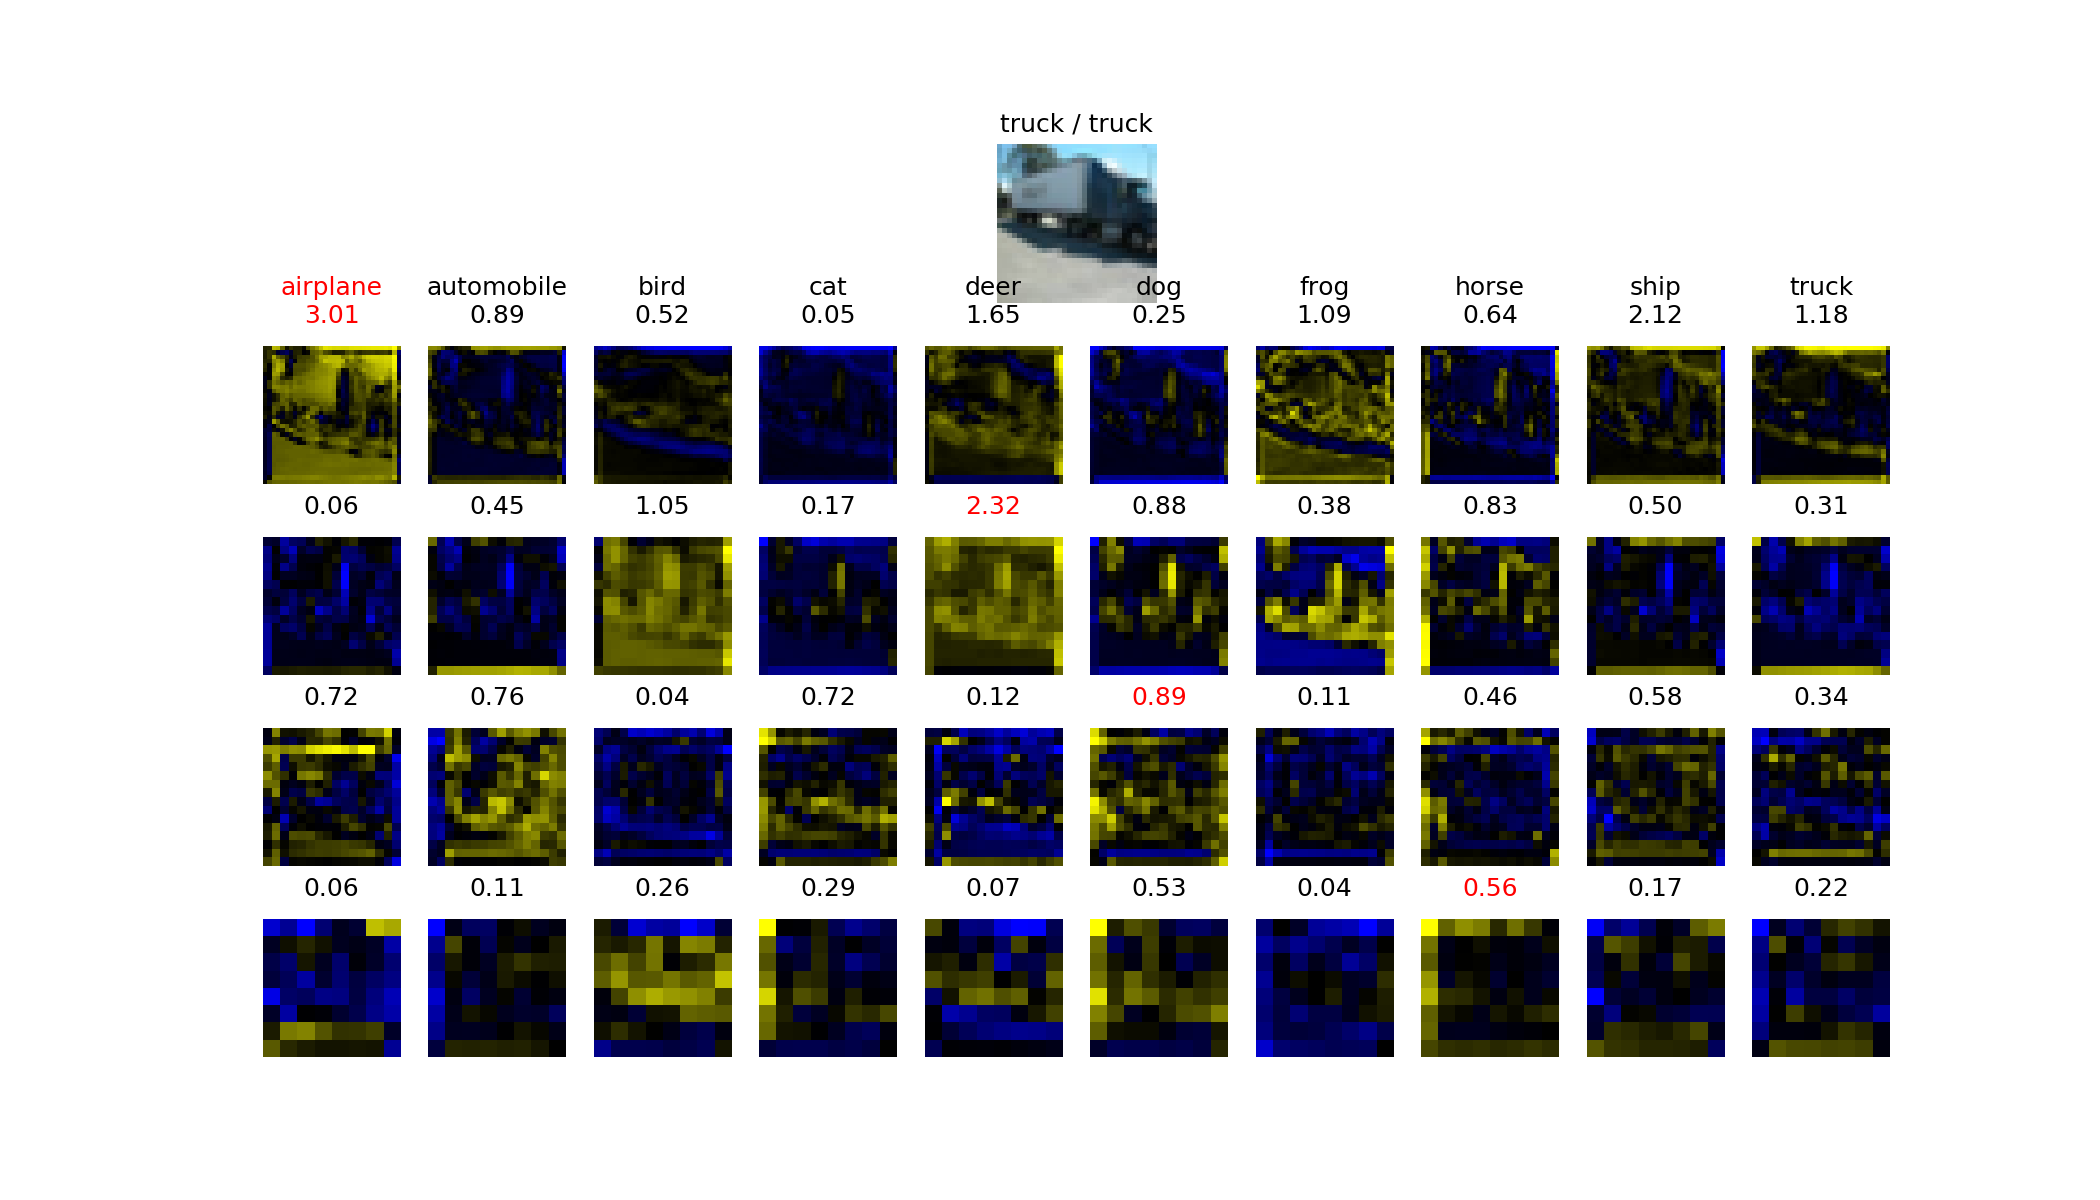 truck / truck
airplane automobile bird cat deer dog frog horse ship truck
3.01 0.89 0.52 0.05 1.65 0.25 1.09 0.64 2.12 1.18
0.06 0.45 1.05 0.17 2.32 0.88 0.38 0.83 0.50 0.31
0.72 0.76 0.04 0.72 0.12 0.89 0.11 0.46 0.58 0.34
0.06 0.11 0.26 0.29 0.07 0.53 0.04 0.56 0.17 0.22